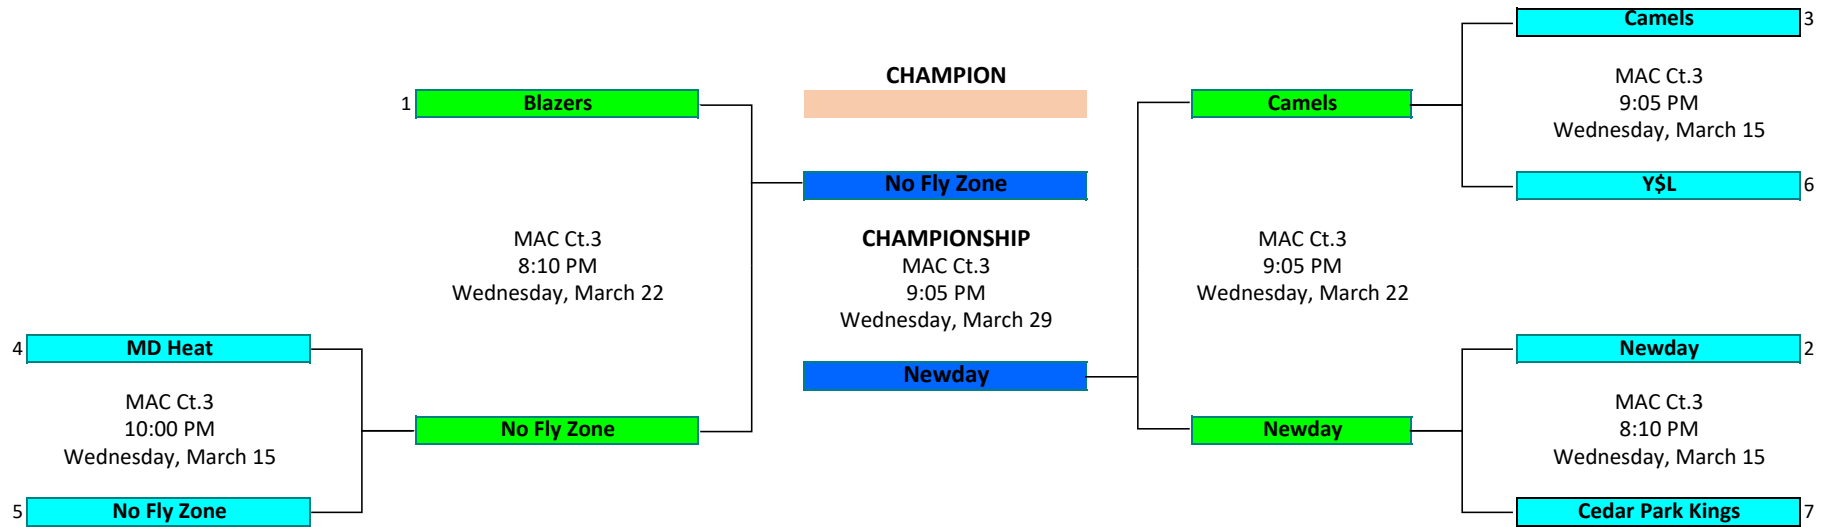 Camels 3
MAC Ct.3
9:05 PM
Wednesday, March 15
CHAMPION
1 Blazers
Camels
No Fly Zone
Y$L 6
MAC Ct.3
8:10 PM
Wednesday, March 22
CHAMPIONSHIP
MAC Ct.3
9:05 PM
Wednesday, March 29
MAC Ct.3
9:05 PM
Wednesday, March 22
4 MD Heat
Newday 2
Newday
MAC Ct.3
10:00 PM
Wednesday, March 15
No Fly Zone
Newday
MAC Ct.3
8:10 PM
Wednesday, March 15
5 No Fly Zone
Cedar Park Kings 7